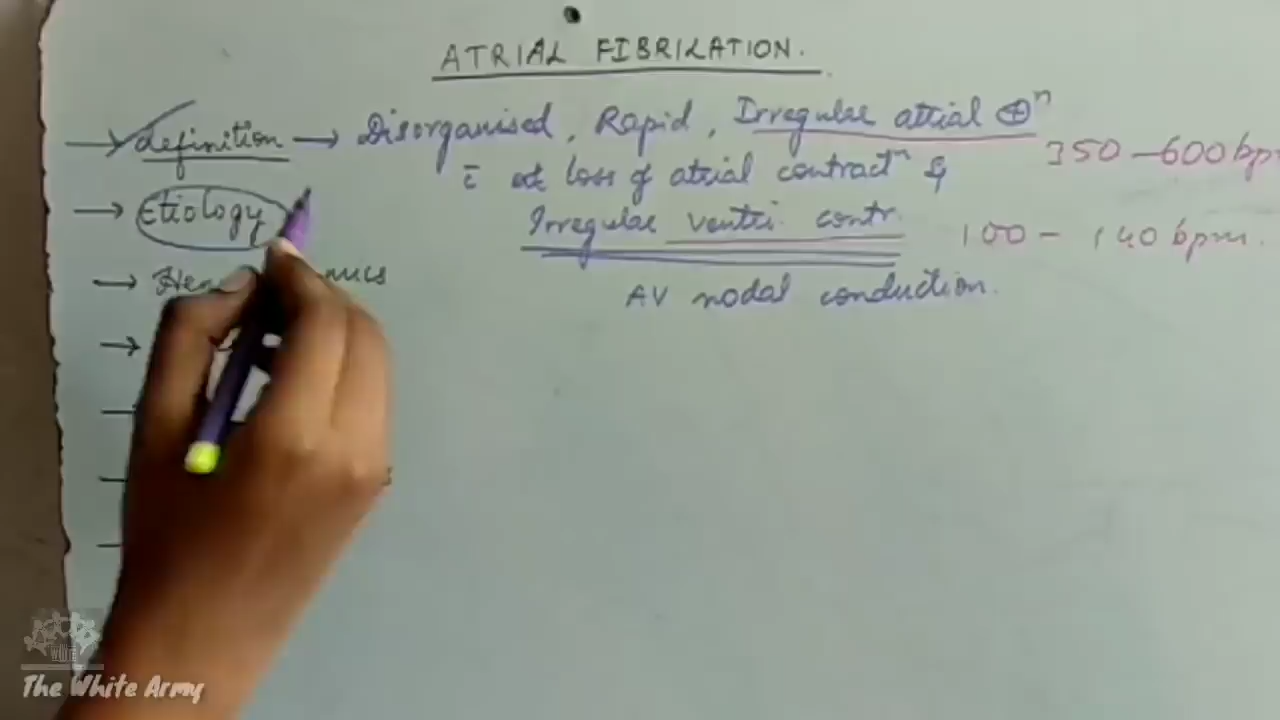 ATRIAL FIBRILATION.
→ definition → Disorganised, Rapid, Irregular atrial ⊕ⁿ 350 – 600 bpm
c̄ loss of atrial contractⁿ &
→ Etiology Irregular ventri. contr. 100 – 140 bpm.
AV nodal conduction.
The White Army